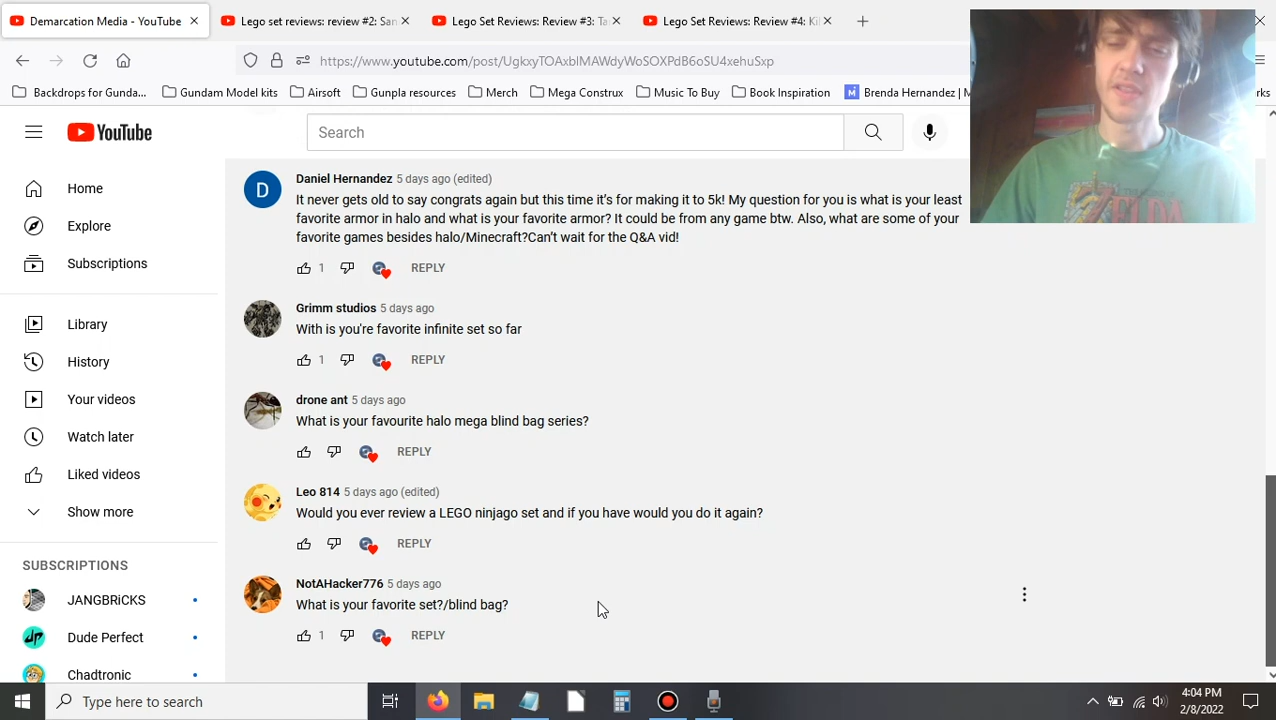 Demarcation Media - YouTube
Lego set reviews: review #2: San
Lego Set Reviews: Review #3: Ta
Lego Set Reviews: Review #4: Kil
https://www.youtube.com/post/UgkxyTOAxblMAWdyWoSOXPdB6oSU4xehuSxp
Backdrops for Gunda...
Gundam Model kits
Airsoft
Gunpla resources
Merch
Mega Construx
Music To Buy
Book Inspiration
Brenda Hernandez | M
rks
YouTube
Search
Home
Explore
Subscriptions
Library
History
Your videos
Watch later
Liked videos
Show more
SUBSCRIPTIONS
JANGBRiCKS
Dude Perfect
Chadtronic
D
Daniel Hernandez 5 days ago (edited)
It never gets old to say congrats again but this time it's for making it to 5k! My question for you is what is your least
favorite armor in halo and what is your favorite armor? It could be from any game btw. Also, what are some of your
favorite games besides halo/Minecraft?Can't wait for the Q&A vid!
1 REPLY
Grimm studios 5 days ago
With is you're favorite infinite set so far
1 REPLY
drone ant 5 days ago
What is your favourite halo mega blind bag series?
REPLY
Leo 814 5 days ago (edited)
Would you ever review a LEGO ninjago set and if you have would you do it again?
REPLY
NotAHacker776 5 days ago
What is your favorite set?/blind bag?
1 REPLY
ZELDA
Type here to search
4:04 PM
2/8/2022